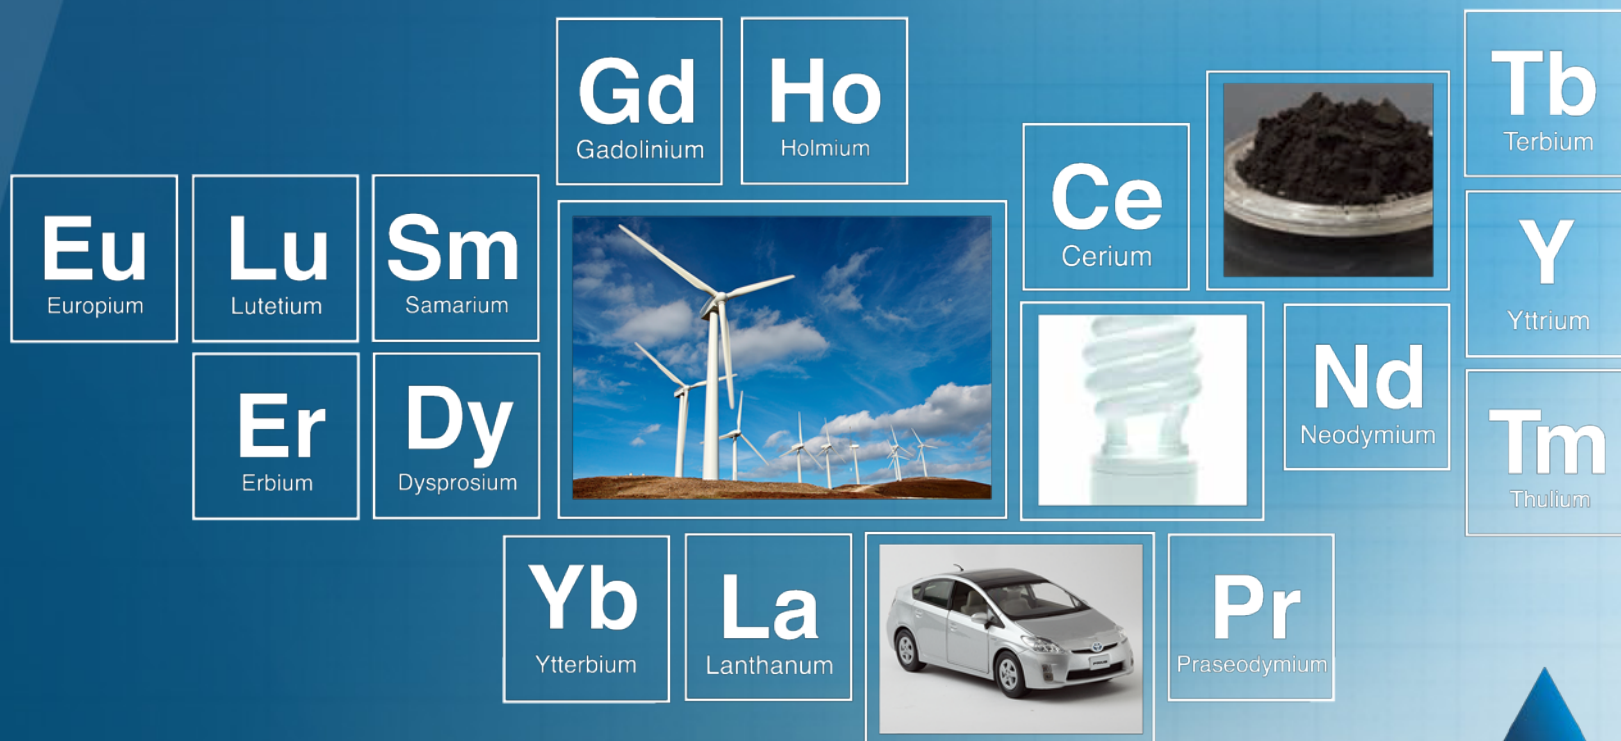 Gd
Gadolinium
Ho
Holmium
Tb
Terbium
Ce
Cerium
Eu
Europium
Lu
Lutetium
Sm
Samarium
Y
Yttrium
Nd
Neodymium
Er
Erbium
Dy
Dysprosium
Tm
Thulium
Yb
Ytterbium
La
Lanthanum
Pr
Praseodymium